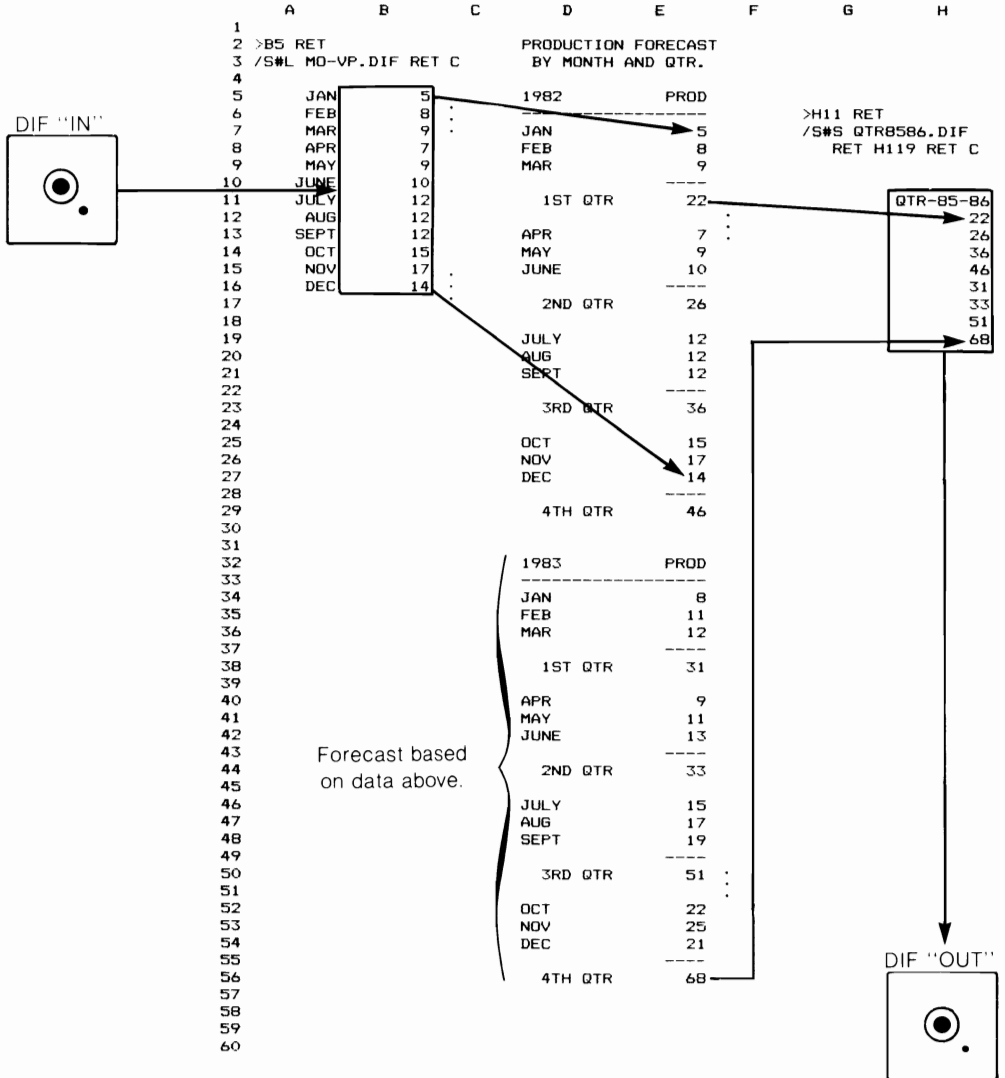 A B C D E F G H
1
2 >B5 RET PRODUCTION FORECAST
3 /S#L MO-VP.DIF RET C BY MONTH AND QTR.
4
5 JAN 5 1982 PROD
6 FEB 8 -------------------- >H11 RET
7 MAR 9 JAN 5 /S#S QTR8586.DIF
8 APR 7 FEB 8 RET H119 RET C
9 MAY 9 MAR 9
10 JUNE 10 ----
11 JULY 12 1ST QTR 22 QTR-85-86
12 AUG 12 22
13 SEPT 12 APR 7 26
14 OCT 15 MAY 9 36
15 NOV 17 JUNE 10 46
16 DEC 14 ---- 31
17 2ND QTR 26 33
18 51
19 JULY 12 68
20 AUG 12
21 SEPT 12
22 ----
23 3RD QTR 36
24
25 OCT 15
26 NOV 17
27 DEC 14
28 ----
29 4TH QTR 46
30
31
32 1983 PROD
33 --------------------
34 JAN 8
35 FEB 11
36 MAR 12
37 ----
38 1ST QTR 31
39
40 APR 9
41 MAY 11
42 JUNE 13
43 ----
44 2ND QTR 33
45
46 JULY 15
47 AUG 17
48 SEPT 19
49 ----
50 3RD QTR 51
51
52 OCT 22
53 NOV 25
54 DEC 21
55 ----
56 4TH QTR 68
57
58
59
60
DIF "IN"
Forecast based
on data above.
DIF "OUT"